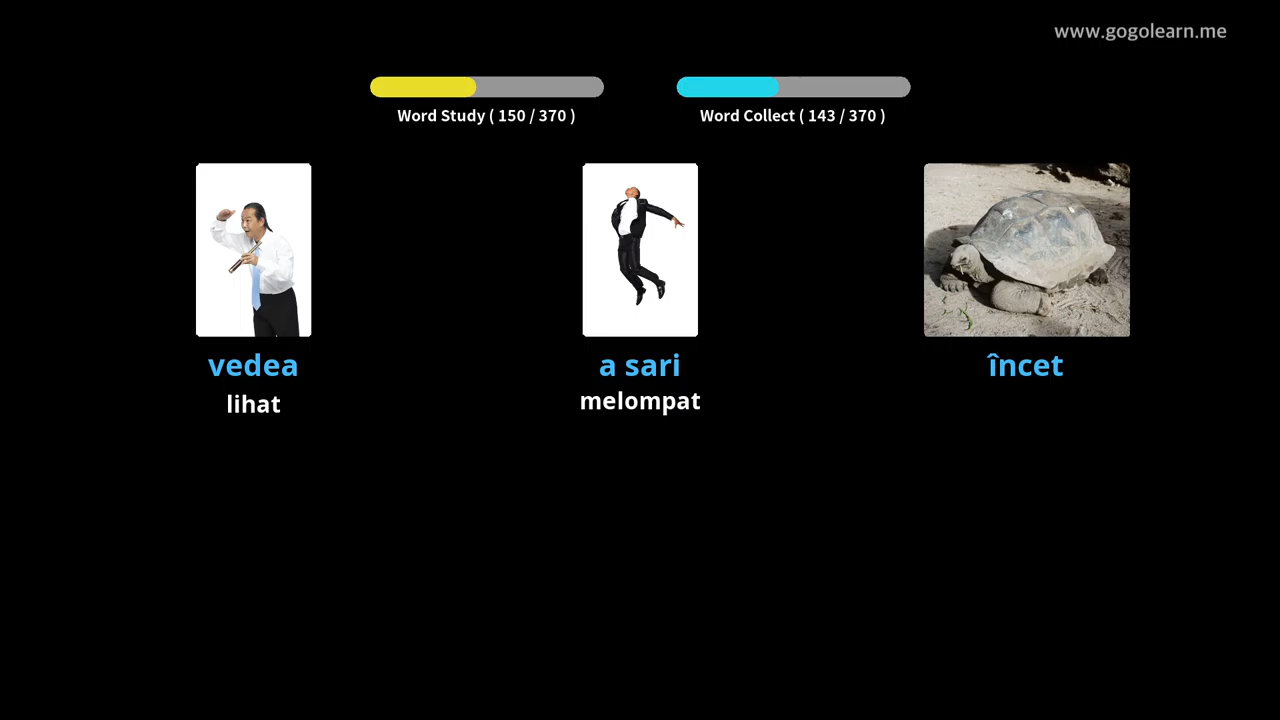 www.gogolearn.me
Word Study ( 150 / 370 )
Word Collect ( 143 / 370 )
vedea
lihat
a sari
melompat
încet